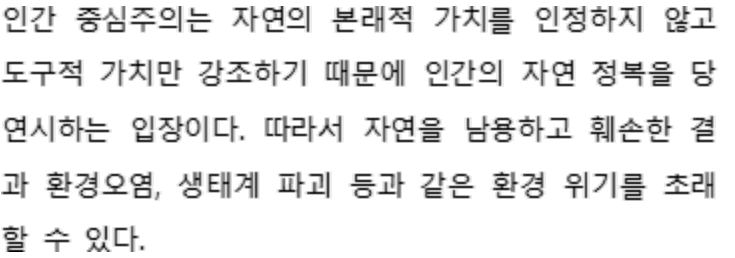 인간 중심주의는 자연의 본래적 가치를 인정하지 않고
도구적 가치만 강조하기 때문에 인간의 자연 정복을 당
연시하는 입장이다. 따라서 자연을 남용하고 훼손한 결
과 환경오염, 생태계 파괴 등과 같은 환경 위기를 초래
할 수 있다.